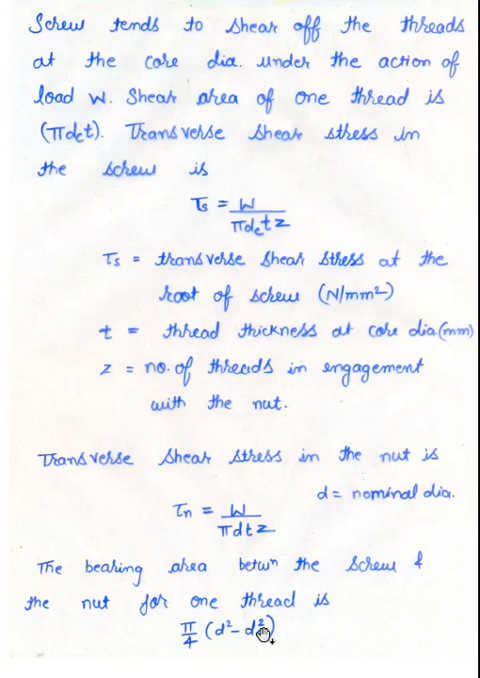 Screw tends to shear off the threads
at the core dia. under the action of
load W. Shear area of one thread is
(πdct). Transverse shear stress in
the screw is
τs = W / πdctz
τs = transverse shear stress at the
root of screw (N/mm²)
t = thread thickness at core dia(mm)
z = no. of threads in engagement
with the nut.
Transverse shear stress in the nut is
d = nominal dia.
τn = W / πdtz
The bearing area betwn the screw &
the nut for one thread is
π/4 (d² - dc²)